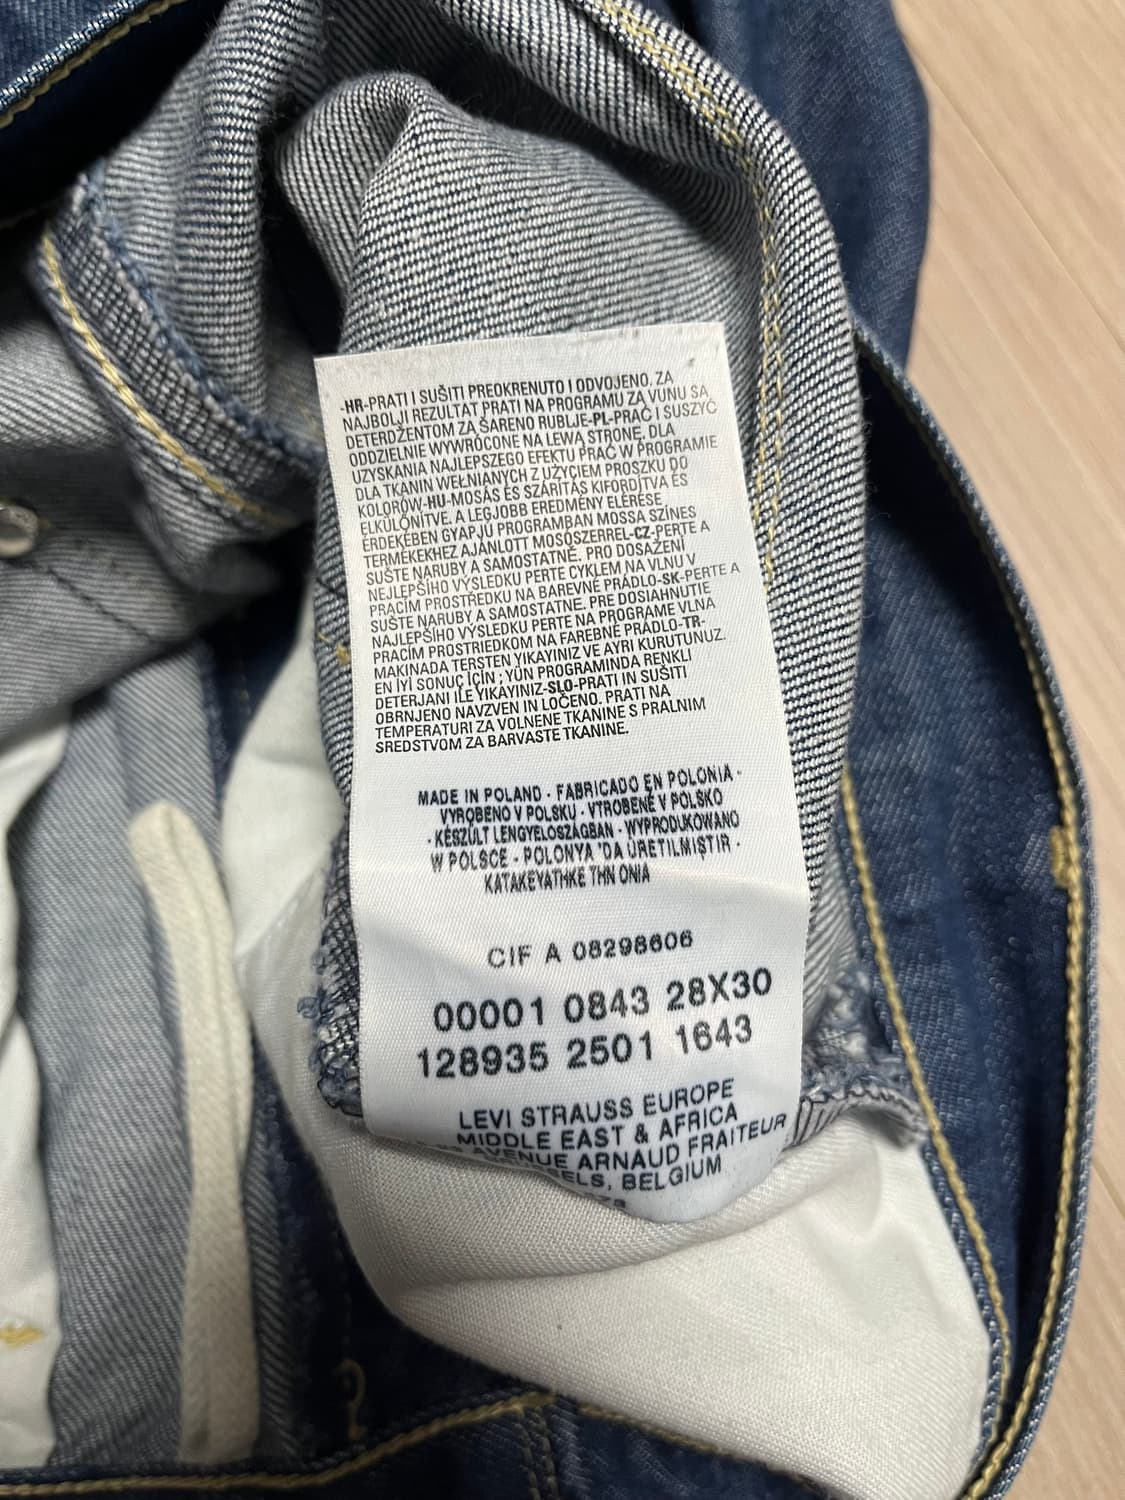 -HR-PRATI I SUŠITI PREOKRENUTO I ODVOJENO. ZA
NAJBOLJI REZULTAT PRATI NA PROGRAMU ZA VUNU SA
DETERDŽENTOM ZA ŠARENO RUBLJE-PL-PRAĆ I SUSZYĆ
ODDZIELNIE WYWRÓCONE NA LEWĄ STRONĘ. DLA
UZYSKANIA NAJLEPSZEGO EFEKTU PRAĆ W PROGRAMIE
DLA TKANIN WEŁNIANYCH Z UŻYCIEM PROSZKU DO
KOLORÓW-HU-MOSÁS ÉS SZÁRÍTÁS KIFORDÍTVA ÉS
ELKÜLÖNÍTVE. A LEGJOBB EREDMÉNY ELÉRÉSE
ÉRDEKÉBEN GYAPJÚ PROGRAMBAN MOSSA SZÍNES
TERMÉKEKHEZ AJÁNLOTT MOSÓSZERREL-CZ-PERTE A
SUŠTE NARUBY A SAMOSTATNĚ. PRO DOSAŽENÍ
NEJLEPŠÍHO VÝSLEDKU PERTE CYKLEM NA VLNU V
PRACÍM PROSTŘEDKU NA BAREVNÉ PRÁDLO-SK-PERTE A
SUŠTE NARUBY A SAMOSTATNE. PRE DOSIAHNUTIE
NAJLEPŠIEHO VÝSLEDKU PERTE NA PROGRAME VLNA
PRACÍM PROSTRIEDKOM NA FAREBNÉ PRÁDLO-TR-
MAKINADA TERSTEN YIKAYINIZ VE AYRI KURUTUNUZ.
EN İYİ SONUÇ İÇİN ; YÜN PROGRAMINDA RENKLI
DETERJANI ILE YIKAYINIZ-SLO-PRATI IN SUŠITI
OBRNJENO NAVZVEN IN LOČENO. PRATI NA
TEMPERATURI ZA VOLNENE TKANINE S PRALNIM
SREDSTVOM ZA BARVASTE TKANINE.
MADE IN POLAND - FABRICADO EN POLONIA -
VYROBENO V POLSKU - VTROBENÉ V POĽSKO
- KÉSZÜLT LENGYELOSZÁGBAN - WYPRODUKOWANO
W POLSCE - POLONYA 'DA ÜRETILMIŞTIR -
KATAKEYATHKE THN ONIA
CIF A 08298606
00001 0843 28X30
128935 2501 1643
LEVI STRAUSS EUROPE
MIDDLE EAST & AFRICA
AVENUE ARNAUD FRAITEUR
BELGIUM